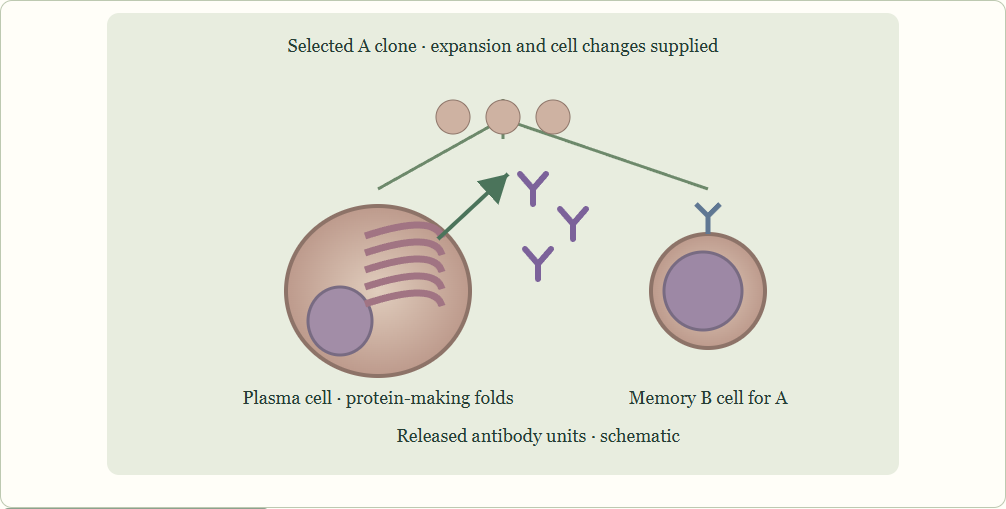 Selected A clone · expansion and cell changes supplied
Plasma cell · protein-making folds
Memory B cell for A
Released antibody units · schematic